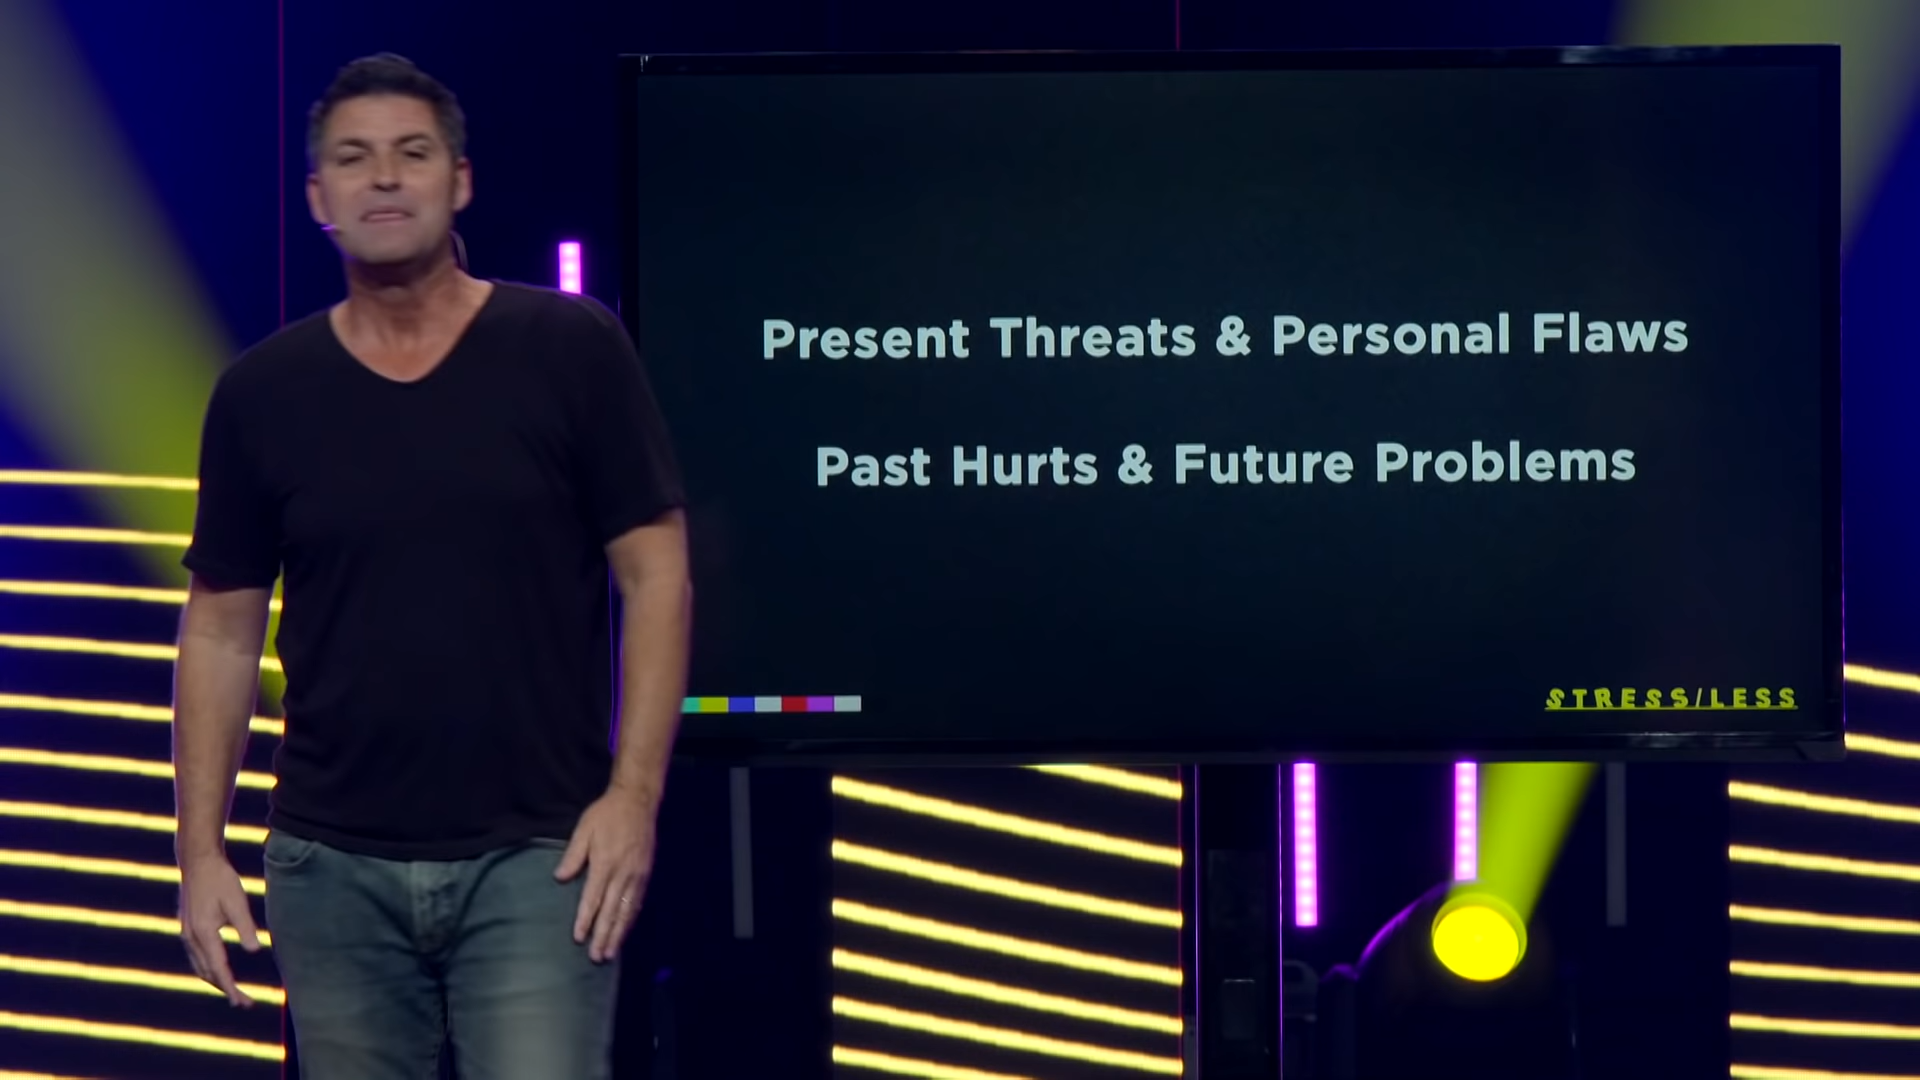 Present Threats & Personal Flaws
Past Hurts & Future Problems
STRESS/LESS